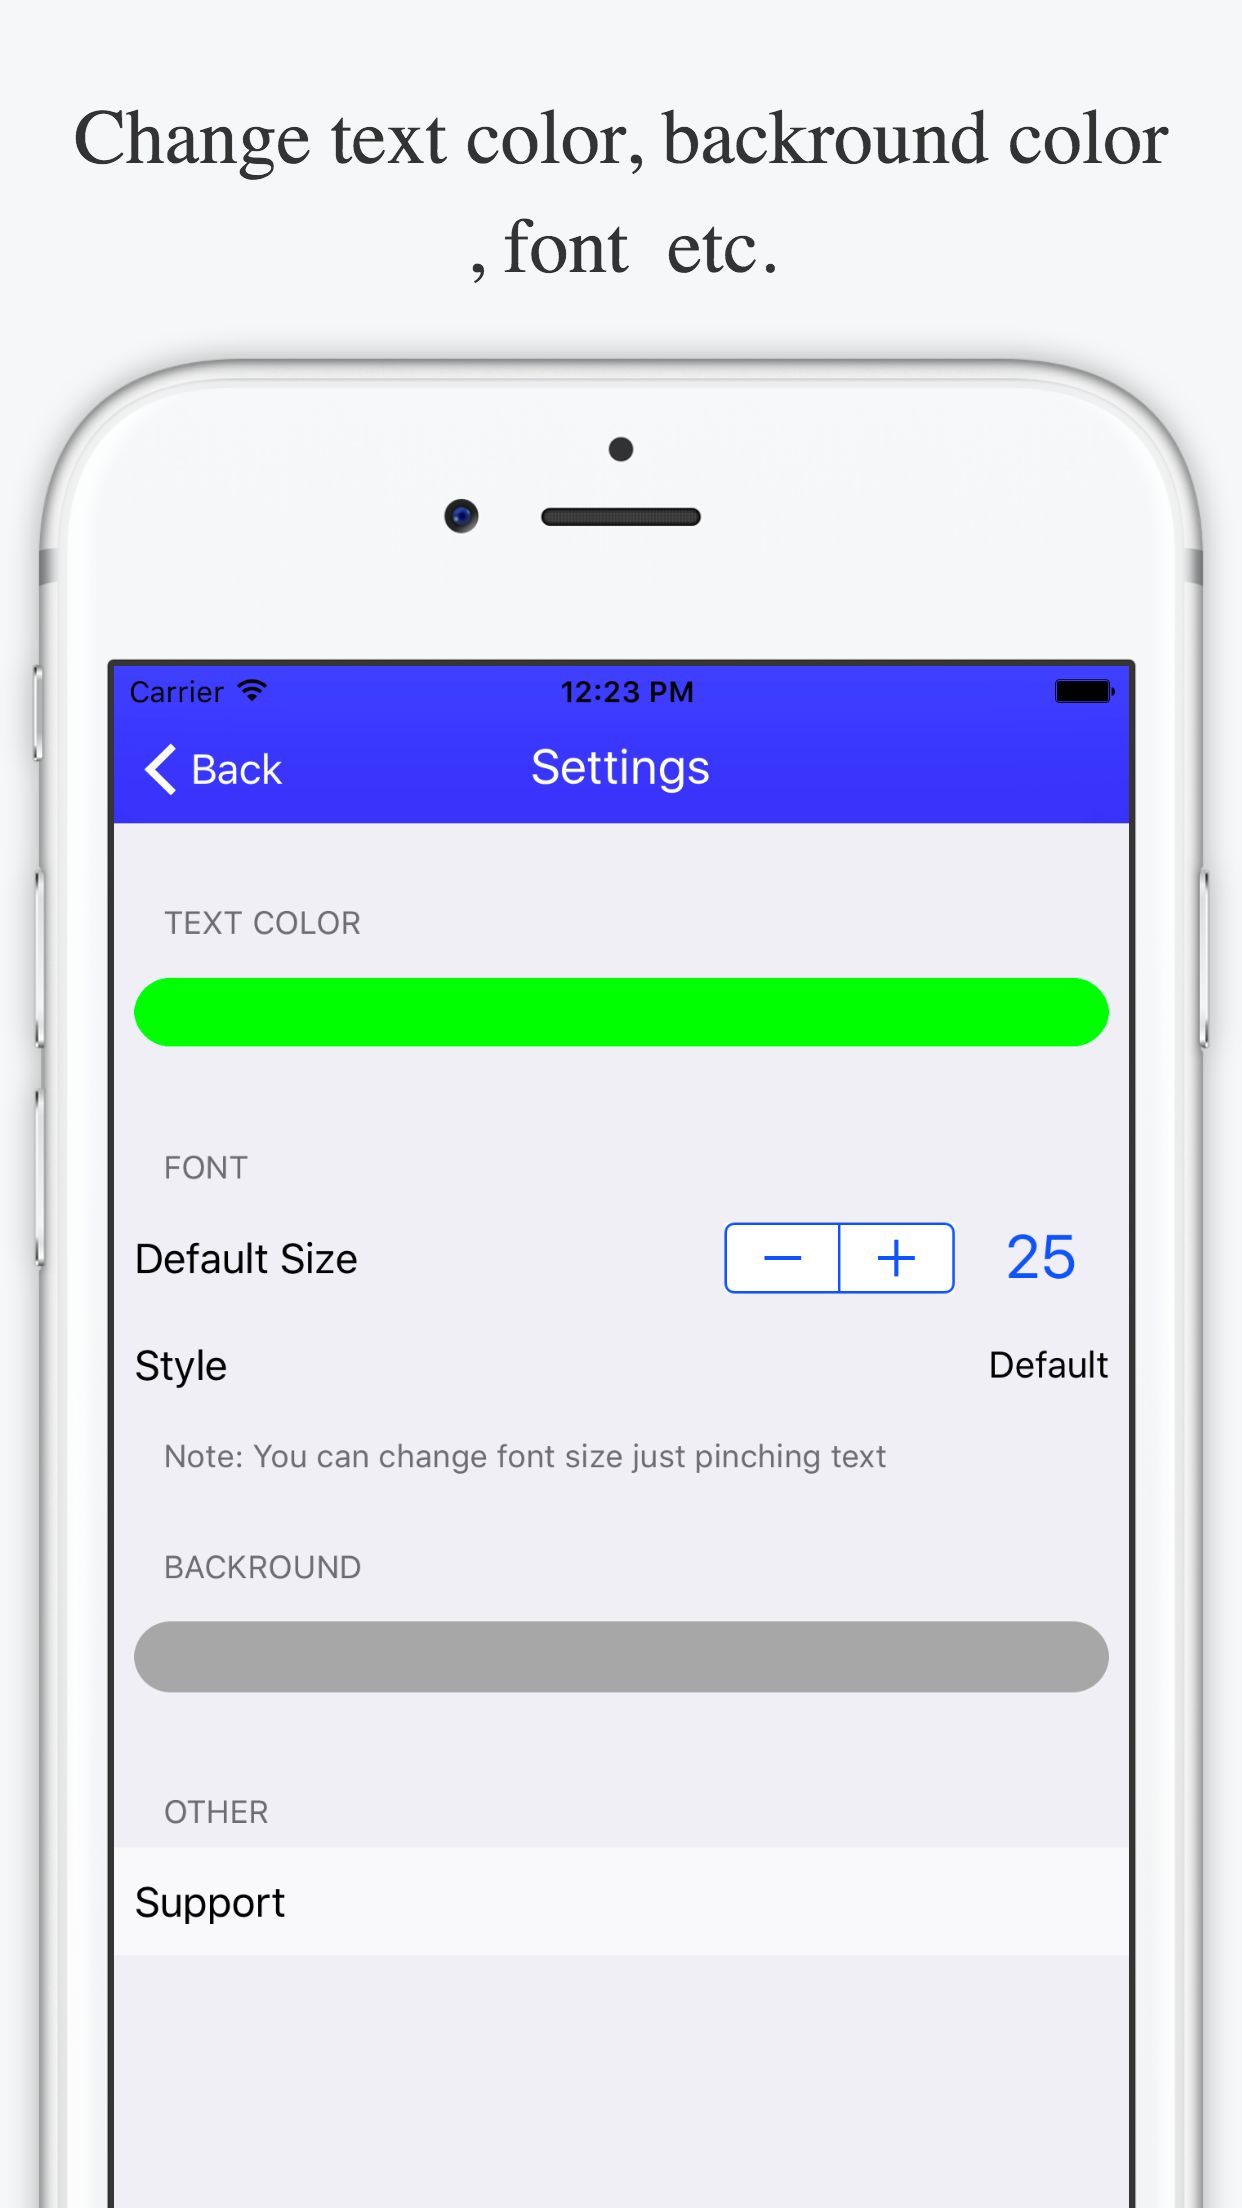 Change text color, backround color
, font  etc.
Carrier 12:23 PM
Back Settings
TEXT COLOR
FONT
Default Size − + 25
Style Default
Note: You can change font size just pinching text
BACKROUND
OTHER
Support